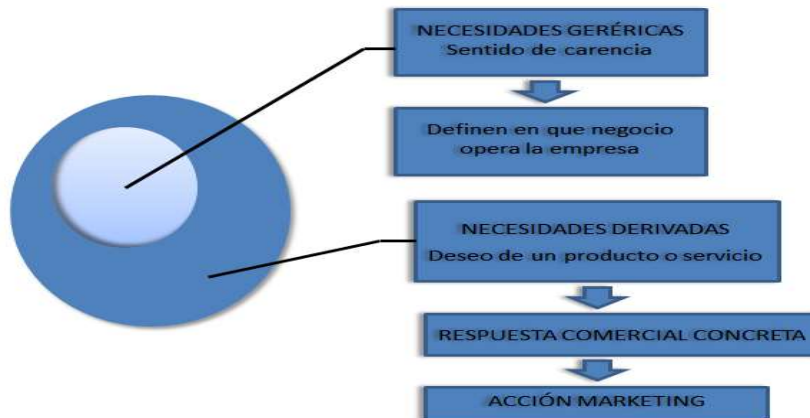 NECESIDADES GERÉRICAS
Sentido de carencia
Definen en que negocio
opera la empresa
NECESIDADES DERIVADAS
Deseo de un producto o servicio
RESPUESTA COMERCIAL CONCRETA
ACCIÓN MARKETING